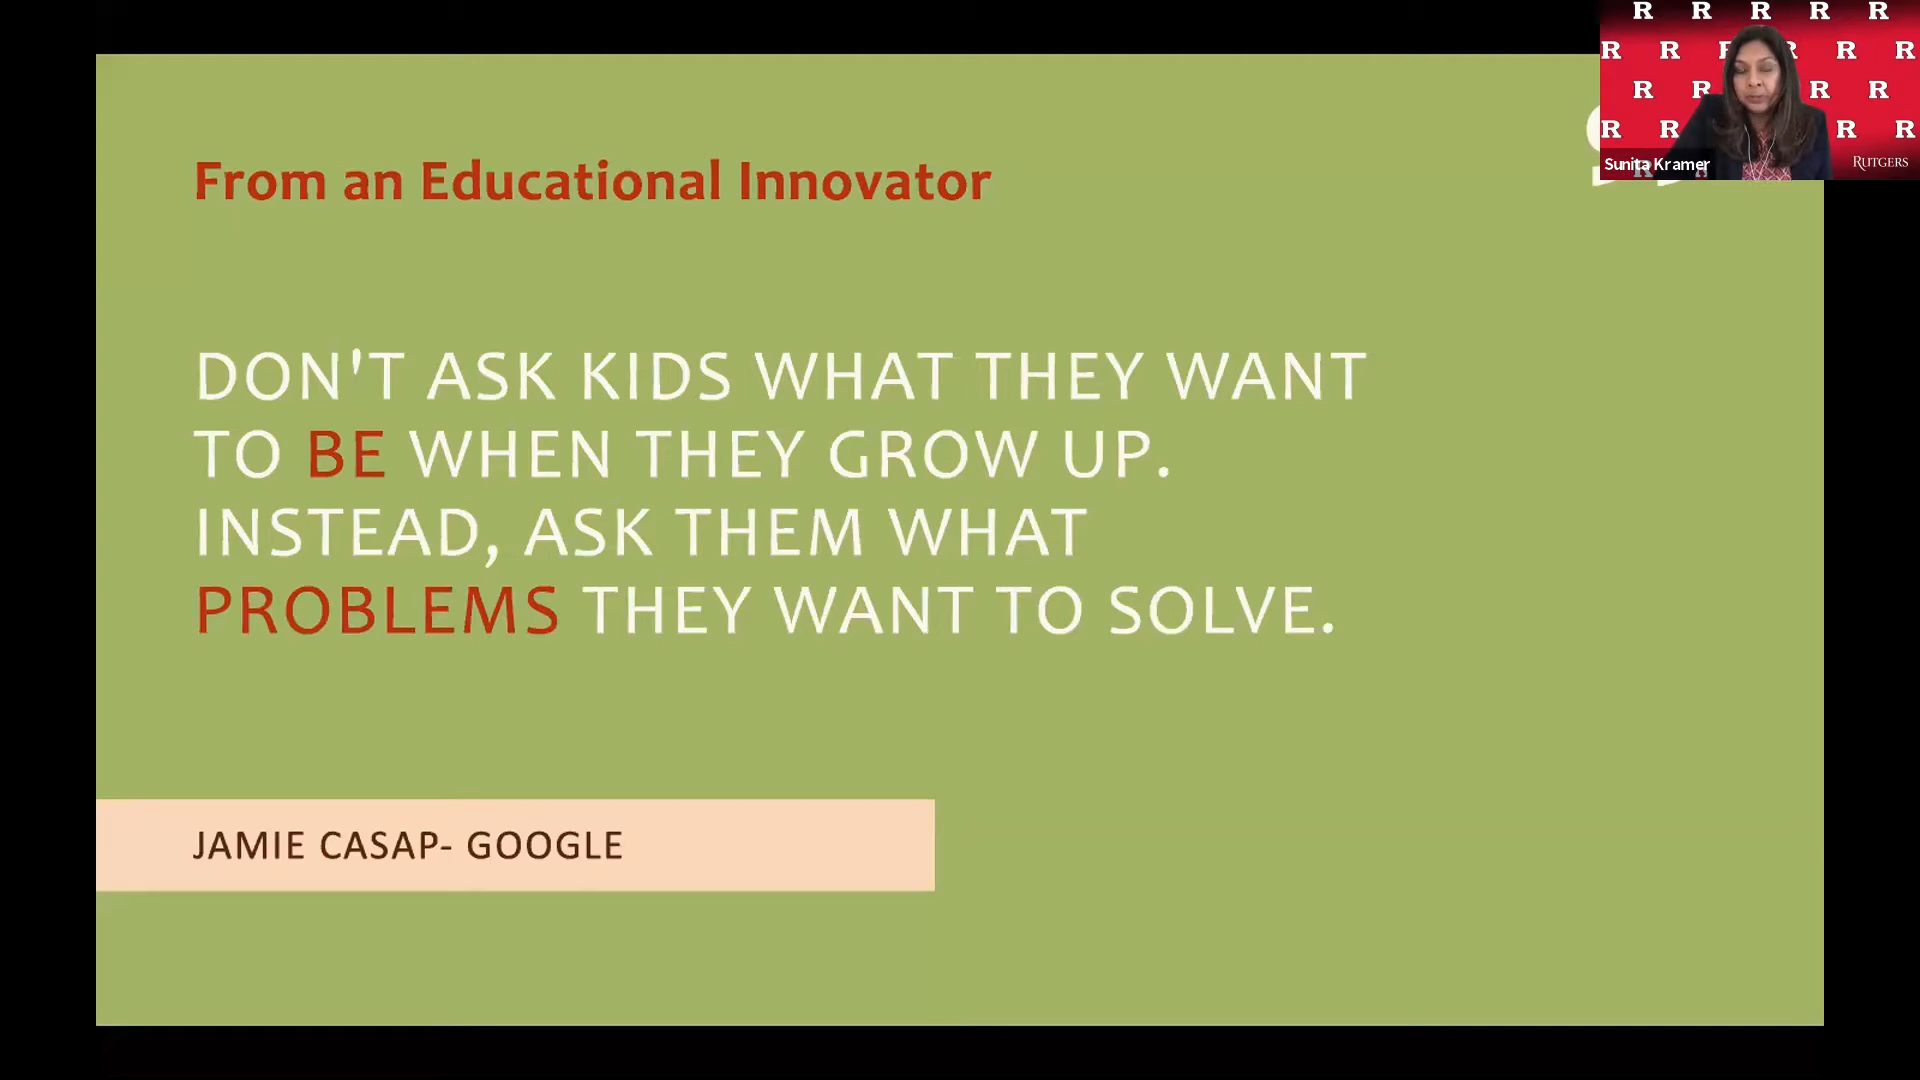 From an Educational Innovator
DON'T ASK KIDS WHAT THEY WANT
TO BE WHEN THEY GROW UP.
INSTEAD, ASK THEM WHAT
PROBLEMS THEY WANT TO SOLVE.
JAMIE CASAP- GOOGLE
R R R R R
R R R R R R
R R R R
R R R R
Sunita Kramer
RUTGERS